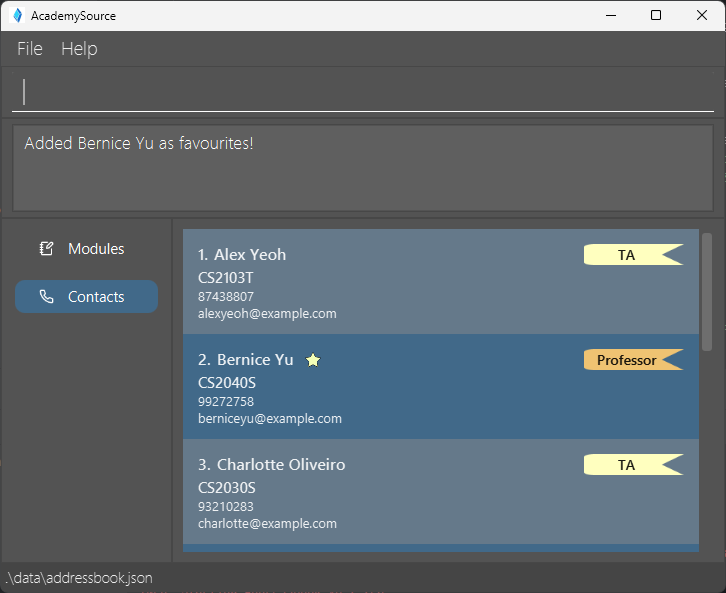 AcademySource
File Help
Added Bernice Yu as favourites!
Modules
Contacts
1. Alex Yeoh
TA
CS2103T
87438807
alexyeoh@example.com
2. Bernice Yu
Professor
CS2040S
99272758
berniceyu@example.com
3. Charlotte Oliveiro
TA
CS2030S
93210283
charlotte@example.com
.\data\addressbook.json